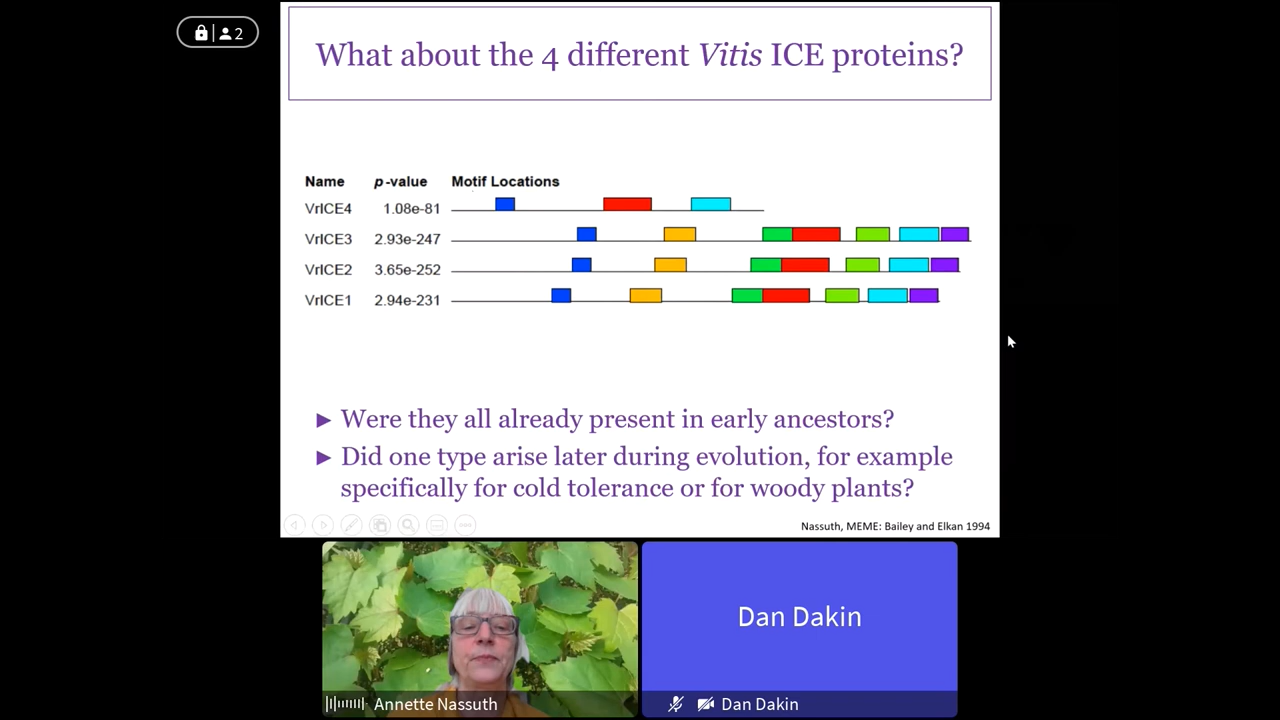 2
What about the 4 different Vitis ICE proteins?
Name p-value Motif Locations
VrICE4 1.08e-81
VrICE3 2.93e-247
VrICE2 3.65e-252
VrICE1 2.94e-231
► Were they all already present in early ancestors?
► Did one type arise later during evolution, for example
specifically for cold tolerance or for woody plants?
Nassuth, MEME: Bailey and Elkan 1994
Dan Dakin
Annette Nassuth
Dan Dakin